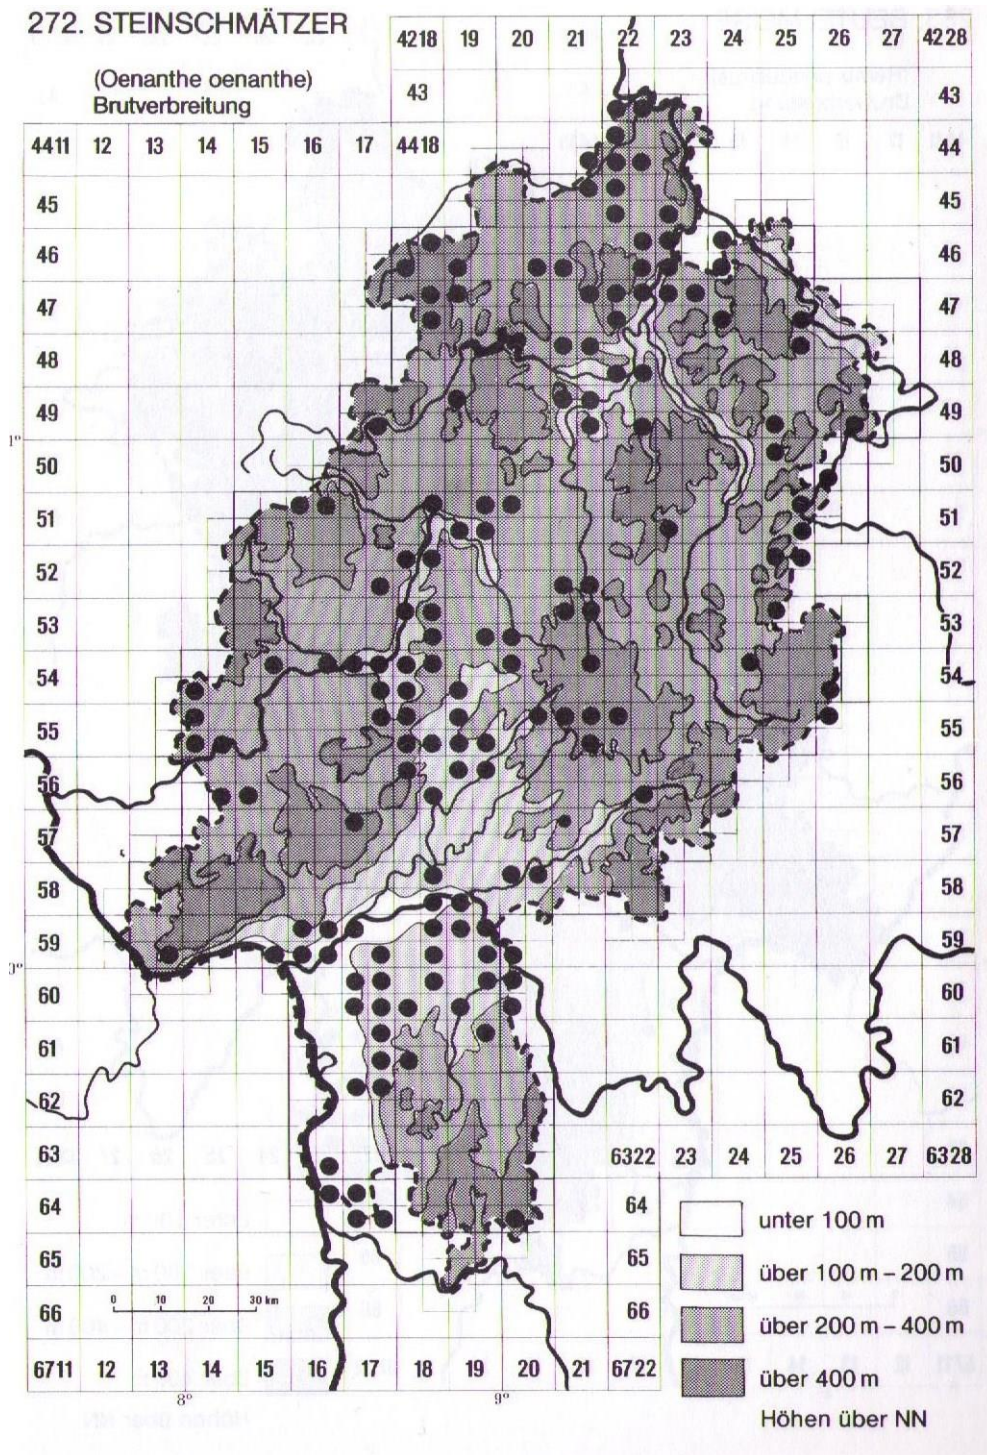 272. STEINSCHMÄTZER
4218 19 20 21 22 23 24 25 26 27 4228
(Oenanthe oenanthe)
Brutverbreitung
43 43
4411 12 13 14 15 16 17 4418 44
45 45
46 46
47 47
48 48
49 49
1°
50 50
51 51
52 52
53 53
54 54
55 55
56 56
57 57
58 58
59 59
0°
60 60
61 61
62 62
63 6322 23 24 25 26 27 6328
64 64
unter 100 m
65 65
über 100 m – 200 m
0 10 20 30 km
66 66
über 200 m – 400 m
6711 12 13 14 15 16 17 18 19 20 21 6722
über 400 m
8° 9°
Höhen über NN